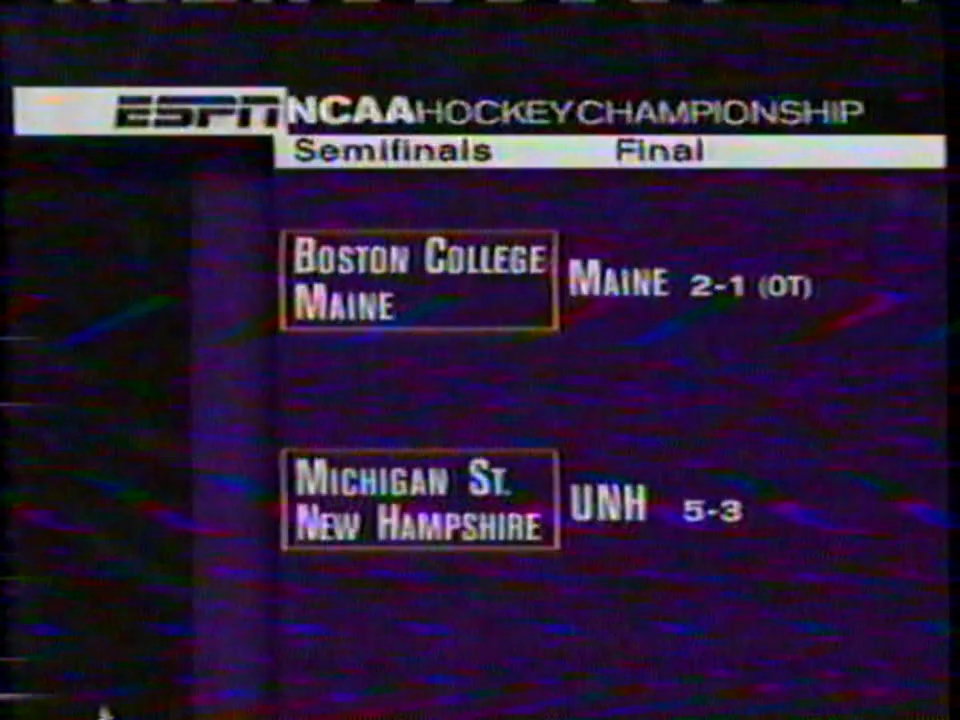 ESPN NCAA HOCKEY CHAMPIONSHIP
Semifinals Final
BOSTON COLLEGE
MAINE
MAINE 2-1 (OT)
MICHIGAN ST.
NEW HAMPSHIRE
UNH 5-3